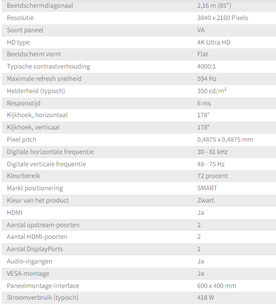 Beeldschermdiagonaal 2,16 m (85")
Resolutie 3840 x 2160 Pixels
Soort paneel VA
HD type 4K Ultra HD
Beeldscherm vorm Flat
Typische contrastverhouding 4000:1
Maximale refresh snelheid 594 Hz
Helderheid (typisch) 350 cd/m²
Responstijd 6 ms
Kijkhoek, horizontaal 178°
Kijkhoek, verticaal 178°
Pixel pitch 0,4875 x 0,4875 mm
Digitale horizontale frequentie 30 - 81 kHz
Digitale verticale frequentie 48 - 75 Hz
Kleurbereik 72 procent
Markt positionering SMART
Kleur van het product Zwart
HDMI Ja
Aantal upstream-poorten 2
Aantal HDMI-poorten 2
Aantal DisplayPorts 1
Audio-ingangen Ja
VESA-montage Ja
Paneelmontage-interface 600 x 400 mm
Stroomverbruik (typisch) 418 W